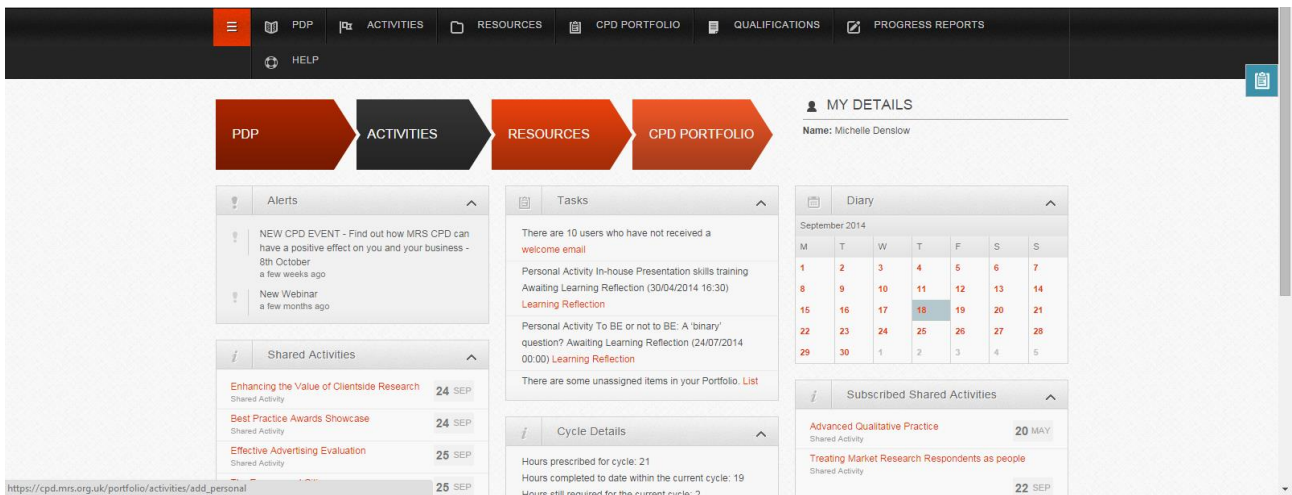 PDP
ACTIVITIES
RESOURCES
CPD PORTFOLIO
QUALIFICATIONS
PROGRESS REPORTS
HELP
PDP
ACTIVITIES
RESOURCES
CPD PORTFOLIO
MY DETAILS
Name: Michelle Denslow
Alerts
NEW CPD EVENT - Find out how MRS CPD can
have a positive effect on you and your business -
8th October
a few weeks ago
New Webinar
a few months ago
Shared Activities
Enhancing the Value of Clientside Research 24 SEP
Shared Activity
Best Practice Awards Showcase 24 SEP
Shared Activity
Effective Advertising Evaluation 25 SEP
Shared Activity
25 SEP
Tasks
There are 10 users who have not received a
welcome email
Personal Activity In-house Presentation skills training
Awaiting Learning Reflection (30/04/2014 16:30)
Learning Reflection
Personal Activity To BE or not to BE: A 'binary'
question? Awaiting Learning Reflection (24/07/2014
00:00) Learning Reflection
There are some unassigned items in your Portfolio. List
Cycle Details
Hours prescribed for cycle: 21
Hours completed to date within the current cycle: 19
Hours still required for the current cycle: 2
Diary
September 2014
M T W T F S S
1 2 3 4 5 6 7
8 9 10 11 12 13 14
15 16 17 18 19 20 21
22 23 24 25 26 27 28
29 30 1 2 3 4 5
Subscribed Shared Activities
Advanced Qualitative Practice 20 MAY
Shared Activity
Treating Market Research Respondents as people
Shared Activity
22 SEP
https://cpd.mrs.org.uk/portfolio/activities/add_personal